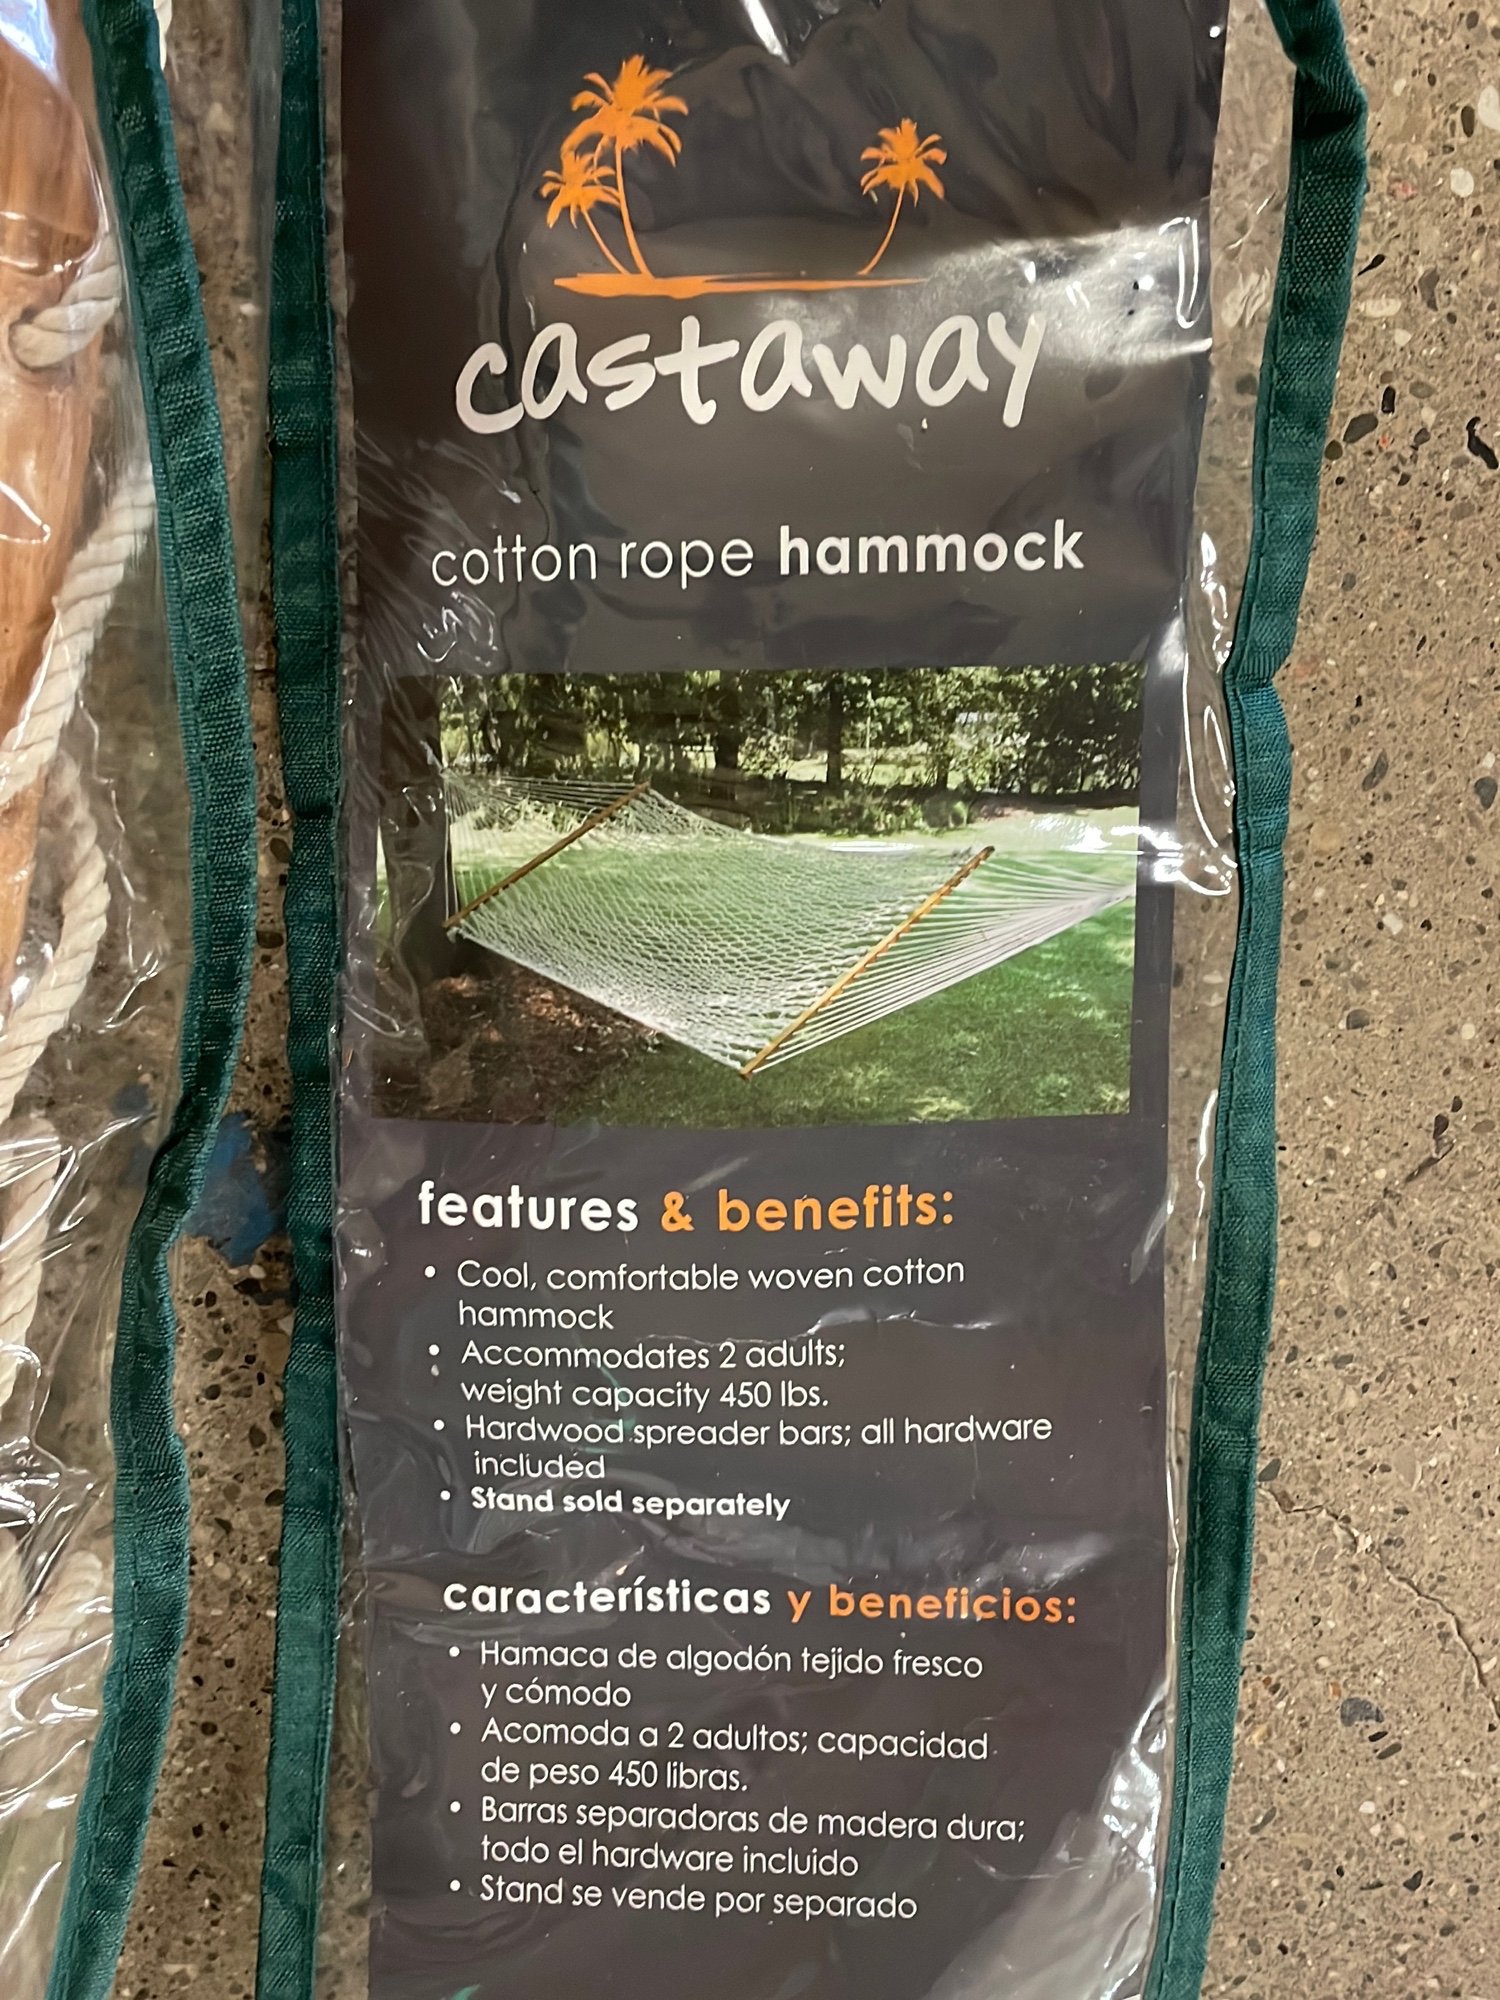 castaway
cotton rope hammock
features & benefits:
• Cool, comfortable woven cotton
hammock
• Accommodates 2 adults;
weight capacity 450 lbs.
• Hardwood spreader bars; all hardware
included
• Stand sold separately
características y beneficios:
• Hamaca de algodón tejido fresco
y cómodo
• Acomoda a 2 adultos; capacidad
de peso 450 libras.
• Barras separadoras de madera dura;
todo el hardware incluido
• Stand se vende por separado